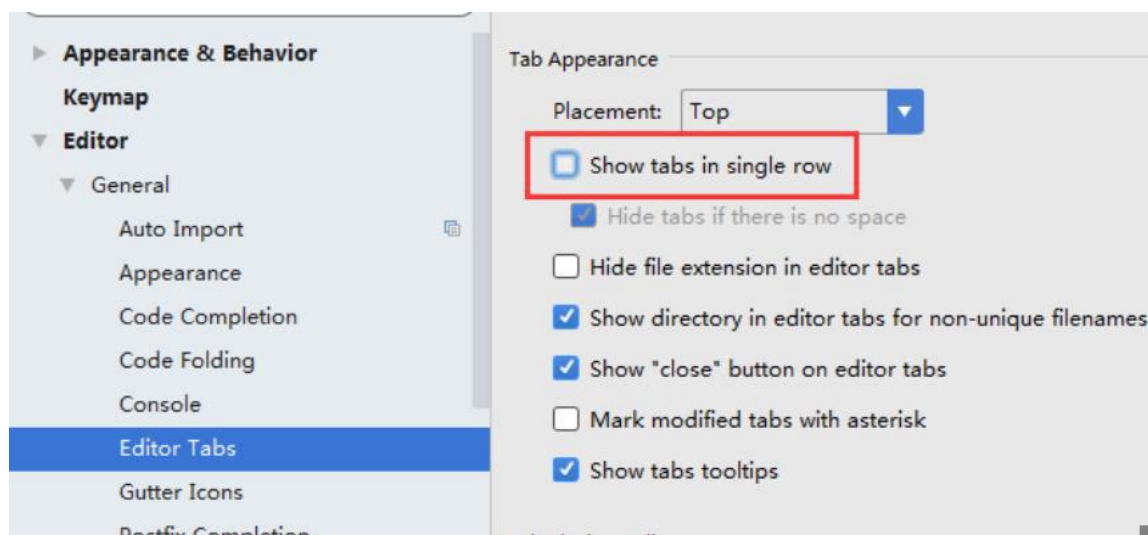 Appearance & Behavior
Keymap
Editor
General
Auto Import
Appearance
Code Completion
Code Folding
Console
Editor Tabs
Gutter Icons
Postfix Completion
Tab Appearance
Placement: Top
Show tabs in single row
Hide tabs if there is no space
Hide file extension in editor tabs
Show directory in editor tabs for non-unique filenames
Show "close" button on editor tabs
Mark modified tabs with asterisk
Show tabs tooltips